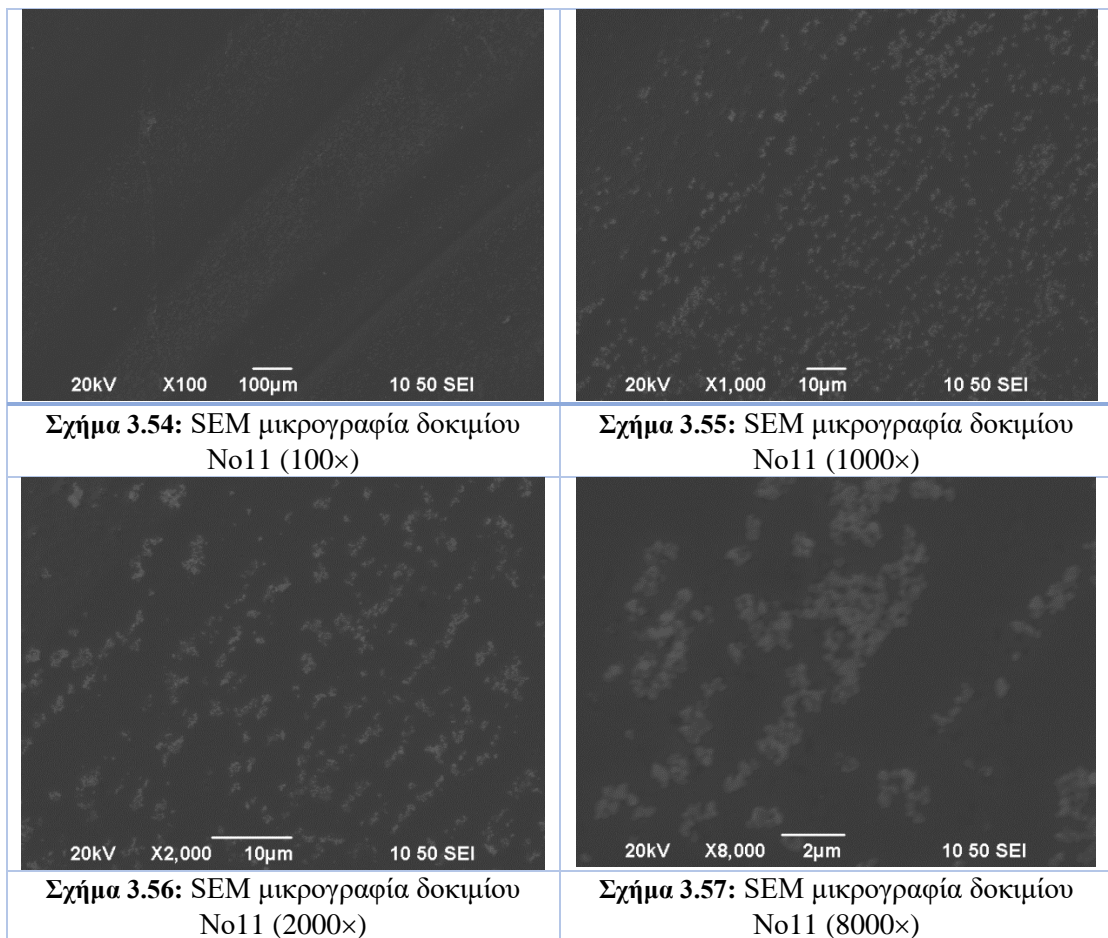 20kV X100 100µm 10 50 SEI
20kV X1,000 10µm 10 50 SEI
Σχήμα 3.54: SEM μικρογραφία δοκιμίου
No11 (100×)
Σχήμα 3.55: SEM μικρογραφία δοκιμίου
No11 (1000×)
20kV X2,000 10µm 10 50 SEI
20kV X8,000 2µm 10 50 SEI
Σχήμα 3.56: SEM μικρογραφία δοκιμίου
No11 (2000×)
Σχήμα 3.57: SEM μικρογραφία δοκιμίου
No11 (8000×)